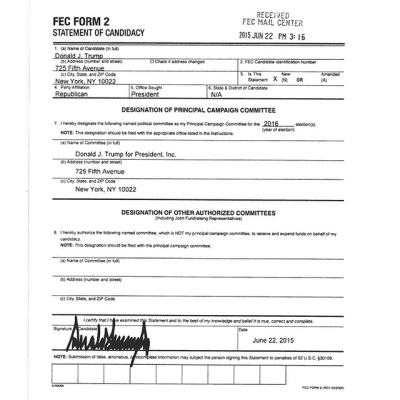 FEC FORM 2
STATEMENT OF CANDIDACY
RECEIVED
FEC MAIL CENTER
2015 JUN 22 PM 3:16
1. (a) Name of Candidate (in full)
Donald J. Trump
(b) Address (number and street) ☐ Check if address changed
2. FEC Candidate Identification Number
725 Fifth Avenue
(c) City, State, and ZIP Code
3. Is This Statement X New (N) OR Amended (A)
New York, NY 10022
4. Party Affiliation
5. Office Sought
6. State & District of Candidate
Republican
President
N/A
DESIGNATION OF PRINCIPAL CAMPAIGN COMMITTEE
7. I hereby designate the following named political committee as my Principal Campaign Committee for the 2016 election(s).
(year of election)
NOTE: This designation should be filed with the appropriate office listed in the instructions.
(a) Name of Committee (in full)
Donald J. Trump for President, Inc.
(b) Address (number and street)
725 Fifth Avenue
(c) City, State, and ZIP Code
New York, NY 10022
DESIGNATION OF OTHER AUTHORIZED COMMITTEES
(Including Joint Fundraising Representatives)
8. I hereby authorize the following named committee, which is NOT my principal campaign committee, to receive and expend funds on behalf of my
candidacy.
NOTE: This designation should be filed with the principal campaign committee.
(a) Name of Committee (in full)
(b) Address (number and street)
(c) City, State, and ZIP Code
I certify that I have examined this Statement and to the best of my knowledge and belief it is true, correct and complete.
Signature of Candidate
Date
June 22, 2015
NOTE: Submission of false, erroneous, or incomplete information may subject the person signing this Statement to penalties of 52 U.S.C. §30109.
FEC FORM 2